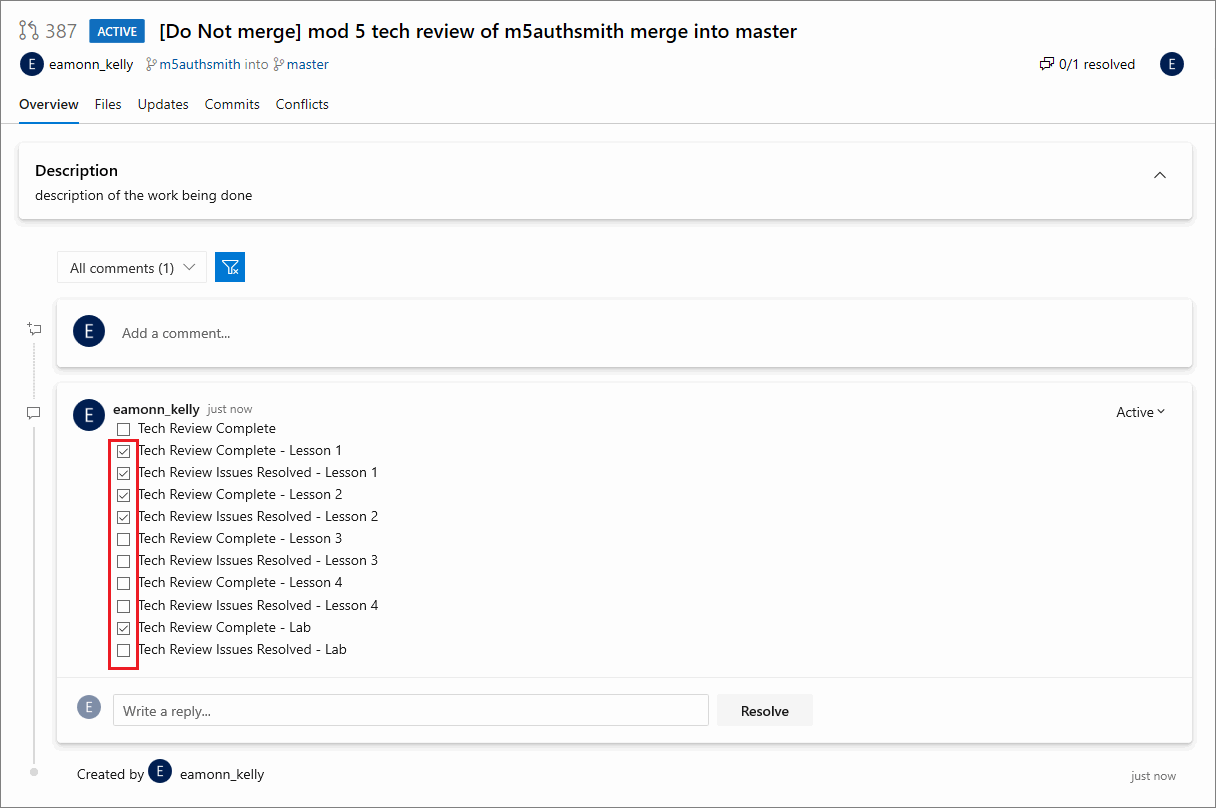 387 ACTIVE [Do Not merge] mod 5 tech review of m5authsmith merge into master
E eamonn_kelly m5authsmith into master 0/1 resolved E
Overview Files Updates Commits Conflicts
Description
description of the work being done
All comments (1)
E Add a comment...
E eamonn_kelly just now
Active
Tech Review Complete
Tech Review Complete - Lesson 1
Tech Review Issues Resolved - Lesson 1
Tech Review Complete - Lesson 2
Tech Review Issues Resolved - Lesson 2
Tech Review Complete - Lesson 3
Tech Review Issues Resolved - Lesson 3
Tech Review Complete - Lesson 4
Tech Review Issues Resolved - Lesson 4
Tech Review Complete - Lab
Tech Review Issues Resolved - Lab
E Write a reply... Resolve
Created by E eamonn_kelly just now